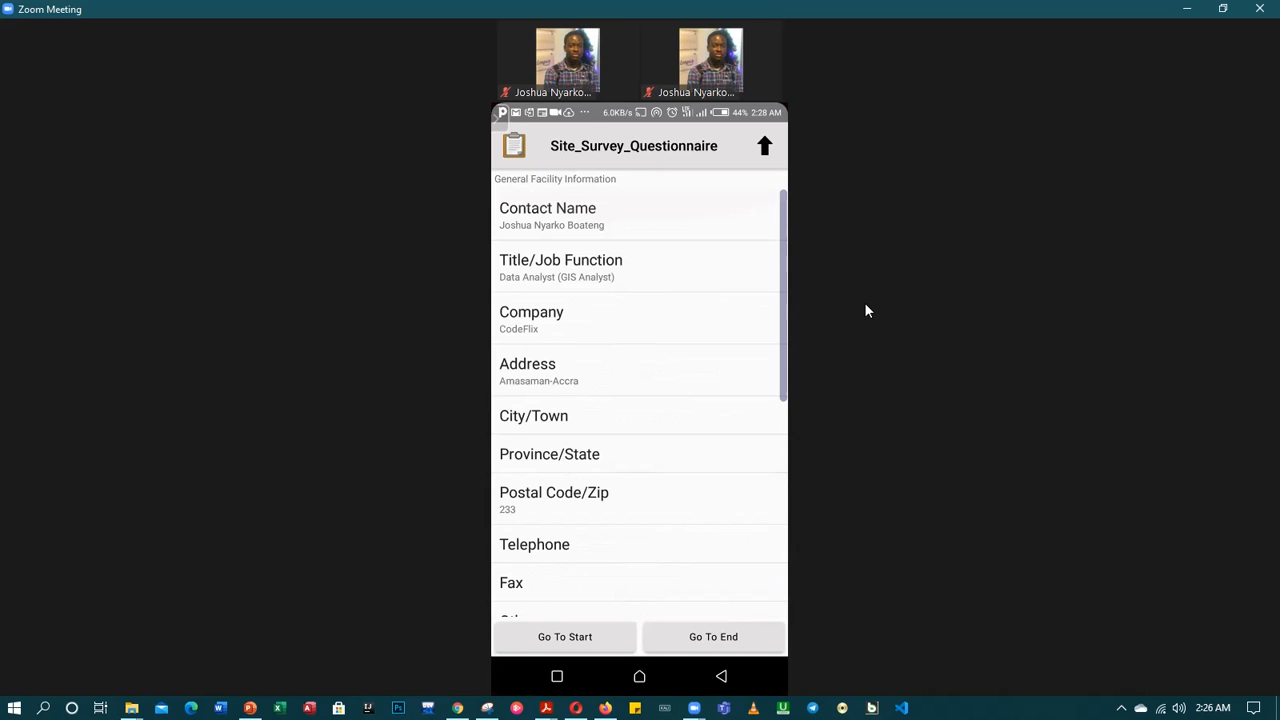 Zoom Meeting
Joshua Nyarko...
Joshua Nyarko...
6.0KB/s
44% 2:28 AM
Site_Survey_Questionnaire
General Facility Information
Contact Name
Joshua Nyarko Boateng
Title/Job Function
Data Analyst (GIS Analyst)
Company
CodeFlix
Address
Amasaman-Accra
City/Town
Province/State
Postal Code/Zip
233
Telephone
Fax
Go To Start
Go To End
2:26 AM